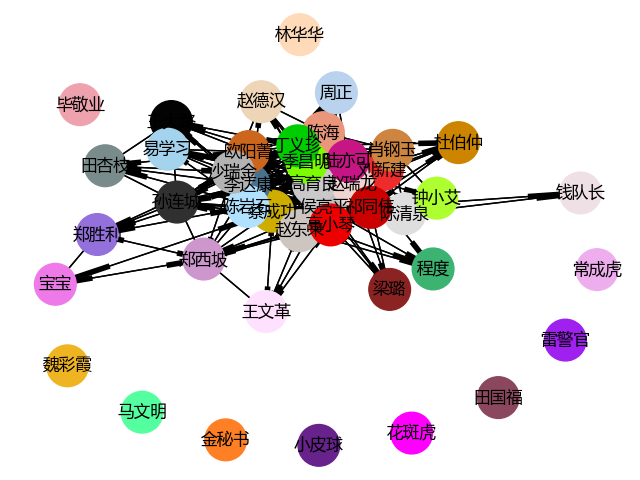 林华华
周正
毕敬业
赵德汉
陈海
丁义珍
易学习
欧阳菁
季昌明
陆亦可
肖钢玉
杜伯仲
田杏枝
沙瑞金
刘新建
李达康
高育良
赵瑞龙
钟小艾
钱队长
孙连城
陈岩石
蔡成功
侯亮平
祁同伟
陈清泉
郑胜利
赵东来
高小琴
郑西坡
程度
常成虎
宝宝
梁璐
王文革
雷警官
魏彩霞
田国福
马文明
花斑虎
金秘书
小皮球